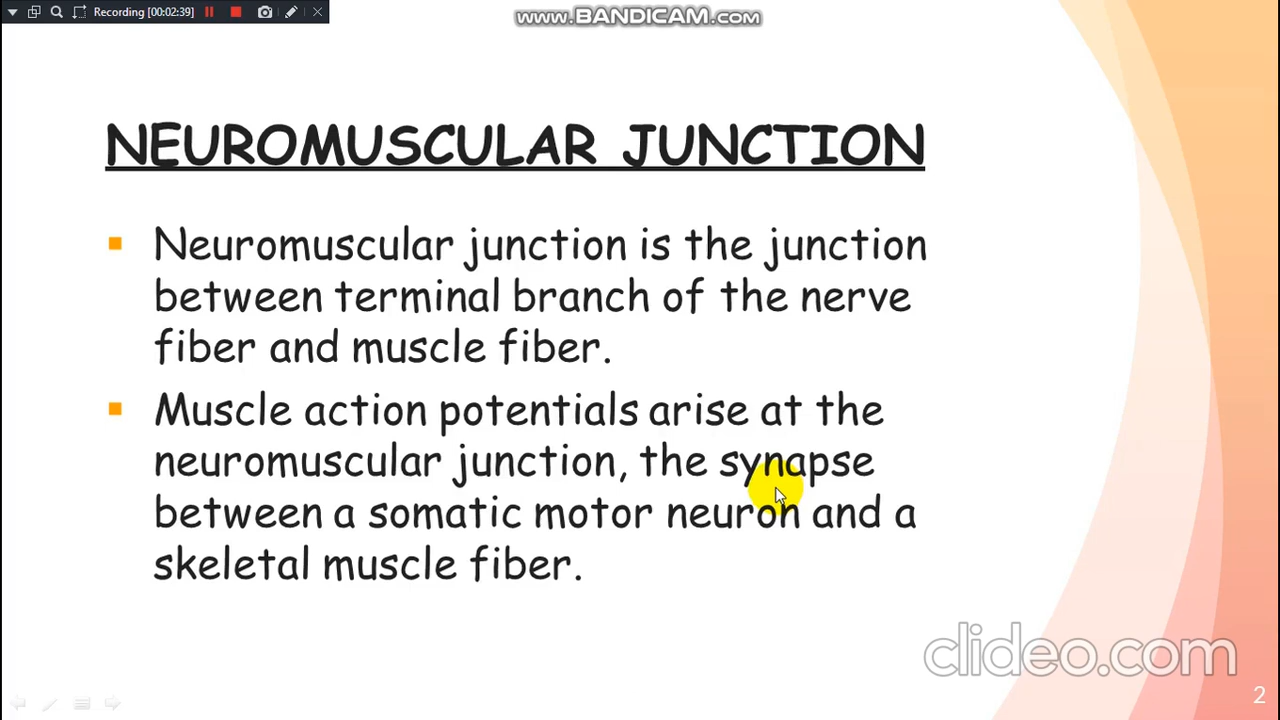 Recording [00:02:39]
www.BANDICAM.com
NEUROMUSCULAR JUNCTION
Neuromuscular junction is the junction
between terminal branch of the nerve
fiber and muscle fiber.
Muscle action potentials arise at the
neuromuscular junction, the synapse
between a somatic motor neuron and a
skeletal muscle fiber.
clideo.com
2